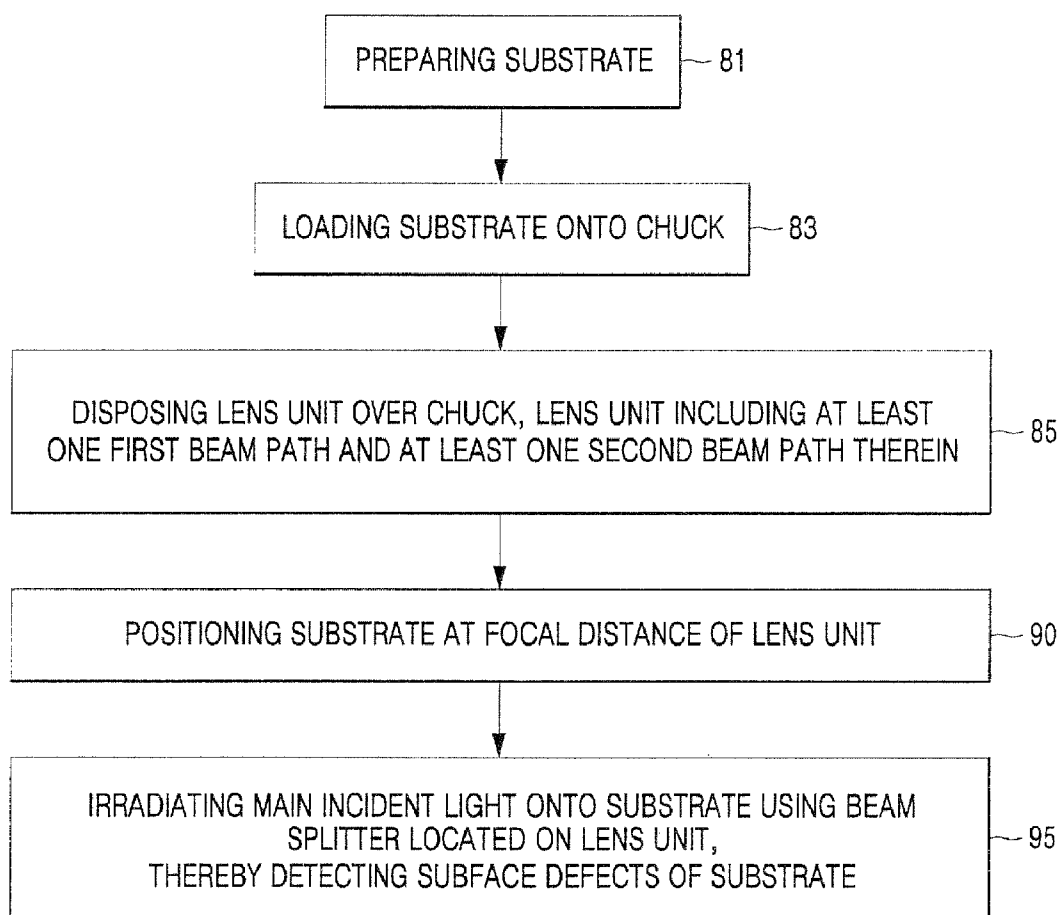 PREPARING SUBSTRATE 81
LOADING SUBSTRATE ONTO CHUCK 83
DISPOSING LENS UNIT OVER CHUCK, LENS UNIT INCLUDING AT LEAST
ONE FIRST BEAM PATH AND AT LEAST ONE SECOND BEAM PATH THEREIN
85
POSITIONING SUBSTRATE AT FOCAL DISTANCE OF LENS UNIT 90
IRRADIATING MAIN INCIDENT LIGHT ONTO SUBSTRATE USING BEAM
SPLITTER LOCATED ON LENS UNIT,
95
THEREBY DETECTING SUBFACE DEFECTS OF SUBSTRATE